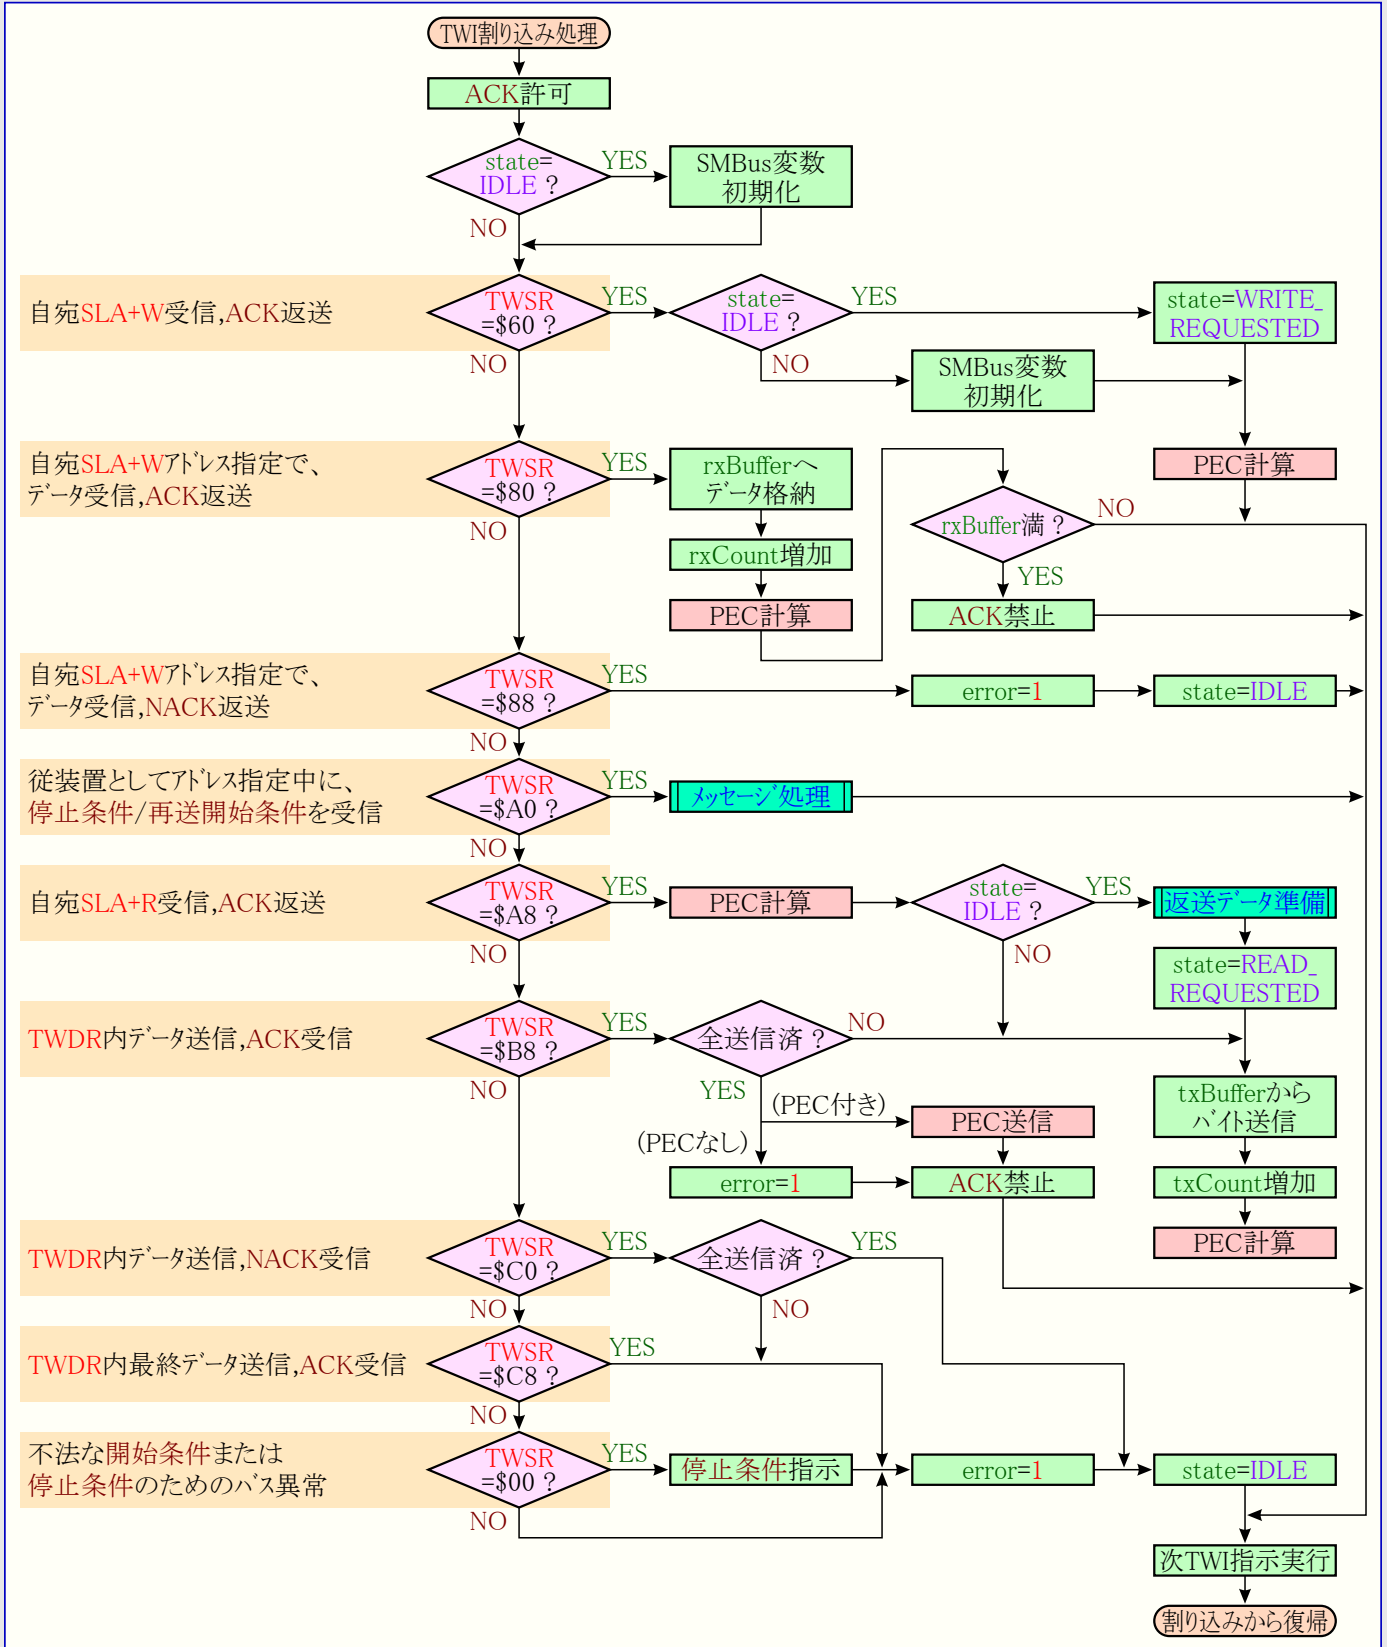 TWI割り込み処理
ACK許可
state=
IDLE ?
YES
SMBus変数
初期化
NO
自宛SLA+W受信,ACK返送
TWSR
=$60 ?
YES
state=
IDLE ?
YES
state=WRITE_
REQUESTED
NO
NO
SMBus変数
初期化
PEC計算
自宛SLA+Wアドレス指定で、
データ受信,ACK返送
TWSR
=$80 ?
YES
rxBufferへ
データ格納
rxBuffer満 ?
NO
NO
rxCount増加
YES
PEC計算
ACK禁止
自宛SLA+Wアドレス指定で、
データ受信,NACK返送
TWSR
=$88 ?
YES
error=1
state=IDLE
NO
従装置としてアドレス指定中に、
停止条件/再送開始条件を受信
TWSR
=$A0 ?
YES
メッセージ処理
NO
自宛SLA+R受信,ACK返送
TWSR
=$A8 ?
YES
PEC計算
state=
IDLE ?
YES
返送データ準備
NO
NO
state=READ_
REQUESTED
TWDR内データ送信,ACK受信
TWSR
=$B8 ?
YES
全送信済 ?
NO
NO
YES
txBufferから
バイト送信
(PEC付き)
PEC送信
(PECなし)
error=1
ACK禁止
txCount増加
PEC計算
TWDR内データ送信,NACK受信
TWSR
=$C0 ?
YES
全送信済 ?
YES
NO
NO
TWDR内最終データ送信,ACK受信
TWSR
=$C8 ?
YES
NO
不法な開始条件または
停止条件のためのバス異常
TWSR
=$00 ?
YES
停止条件指示
error=1
state=IDLE
NO
次TWI指示実行
割り込みから復帰